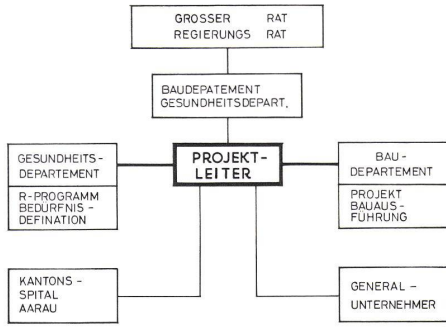 GROSSER RAT
REGIERUNGS RAT
BAUDEPATEMENT
GESUNDHEITSDEPART.
GESUNDHEITS-
DEPARTEMENT
R-PROGRAMM
BEDÜRFNIS-
DEFINATION
PROJEKT-
LEITER
BAU-
DEPARTEMENT
PROJEKT
BAUAUS-
FÜHRUNG
KANTONS-
SPITAL
AARAU
GENERAL-
UNTERNEHMER